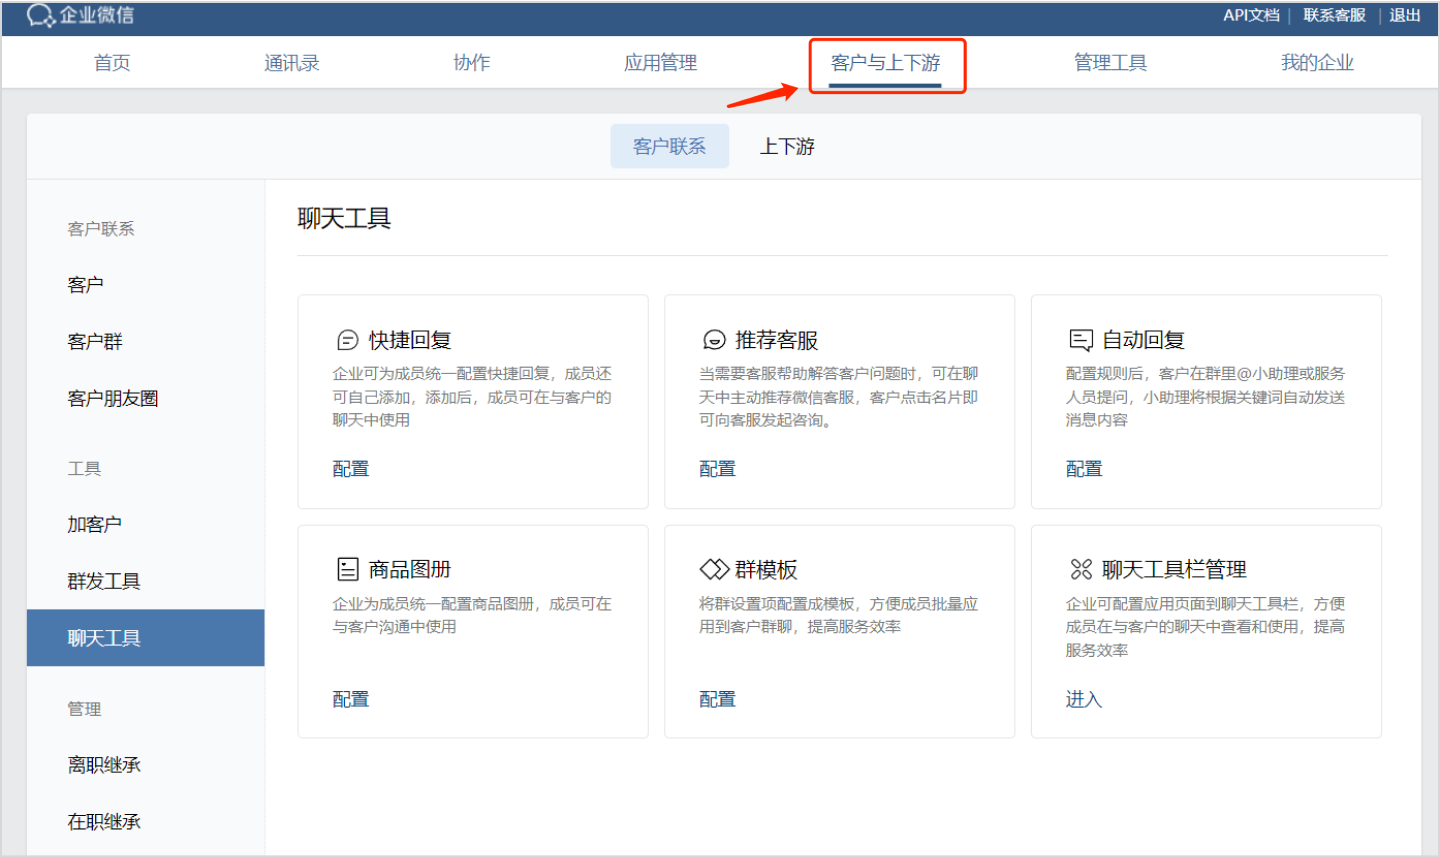 企业微信
API文档 | 联系客服 | 退出
首页 通讯录 协作 应用管理 客户与上下游 管理工具 我的企业
客户联系 上下游
客户联系
客户
客户群
客户朋友圈
工具
加客户
群发工具
聊天工具
管理
离职继承
在职继承
聊天工具
快捷回复
企业可为成员统一配置快捷回复，成员还
可自己添加，添加后，成员可在与客户的
聊天中使用
配置
推荐客服
当需要客服帮助解答客户问题时，可在聊
天中主动推荐微信客服，客户点击名片即
可向客服发起咨询。
配置
自动回复
配置规则后，客户在群里@小助理或服务
人员提问，小助理将根据关键词自动发送
消息内容
配置
商品图册
企业为成员统一配置商品图册，成员可在
与客户沟通中使用
配置
群模板
将群设置项配置成模板，方便成员批量应
用到客户群聊，提高服务效率
配置
聊天工具栏管理
企业可配置应用页面到聊天工具栏，方便
成员在与客户的聊天中查看和使用，提高
服务效率
进入